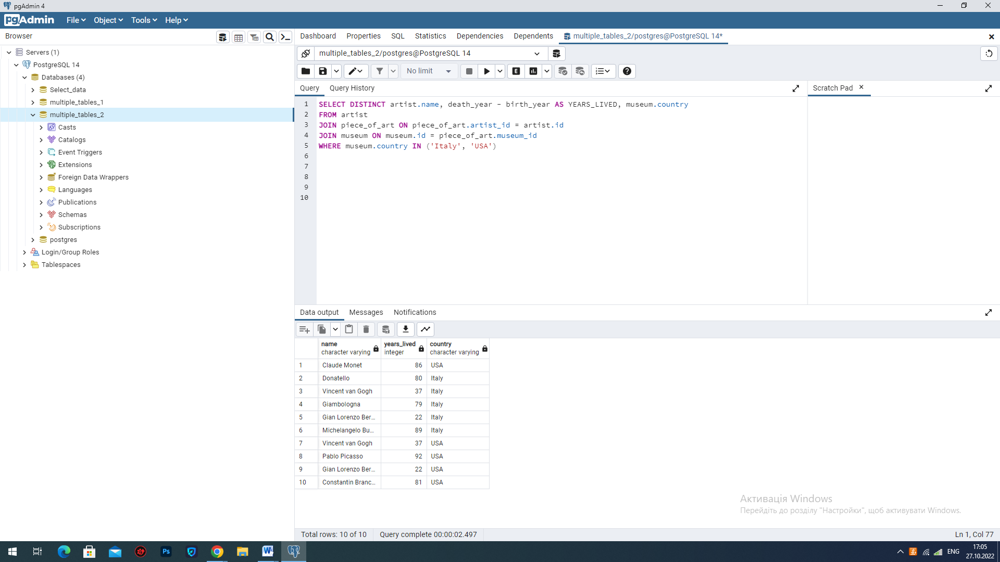 pgAdmin 4
pgAdmin File Object Tools Help
Browser
Dashboard Properties SQL Statistics Dependencies Dependents multiple_tables_2/postgres@PostgreSQL 14*
Servers (1)
PostgreSQL 14
Databases (4)
Select_data
multiple_tables_1
multiple_tables_2
Casts
Catalogs
Event Triggers
Extensions
Foreign Data Wrappers
Languages
Publications
Schemas
Subscriptions
postgres
Login/Group Roles
Tablespaces
multiple_tables_2/postgres@PostgreSQL 14
No limit
E
Query Query History
Scratch Pad
1 SELECT DISTINCT artist.name, death_year - birth_year AS YEARS_LIVED, museum.country
2 FROM artist
3 JOIN piece_of_art ON piece_of_art.artist_id = artist.id
4 JOIN museum ON museum.id = piece_of_art.museum_id
5 WHERE museum.country IN ('Italy', 'USA')
6
7
8
9
10
Data output Messages Notifications
name years_lived country
character varying integer character varying
1 Claude Monet 86 USA
2 Donatello 80 Italy
3 Vincent van Gogh 37 Italy
4 Giambologna 79 Italy
5 Gian Lorenzo Ber... 22 Italy
6 Michelangelo Bu... 89 Italy
7 Vincent van Gogh 37 USA
8 Pablo Picasso 92 USA
9 Gian Lorenzo Ber... 22 USA
10 Constantin Branc... 81 USA
Активація Windows
Перейдіть до розділу "Настройки", щоб активувати Windows.
Total rows: 10 of 10 Query complete 00:00:02.497 Ln 1, Col 77
Ps
W
ENG
17:05
27.10.2022